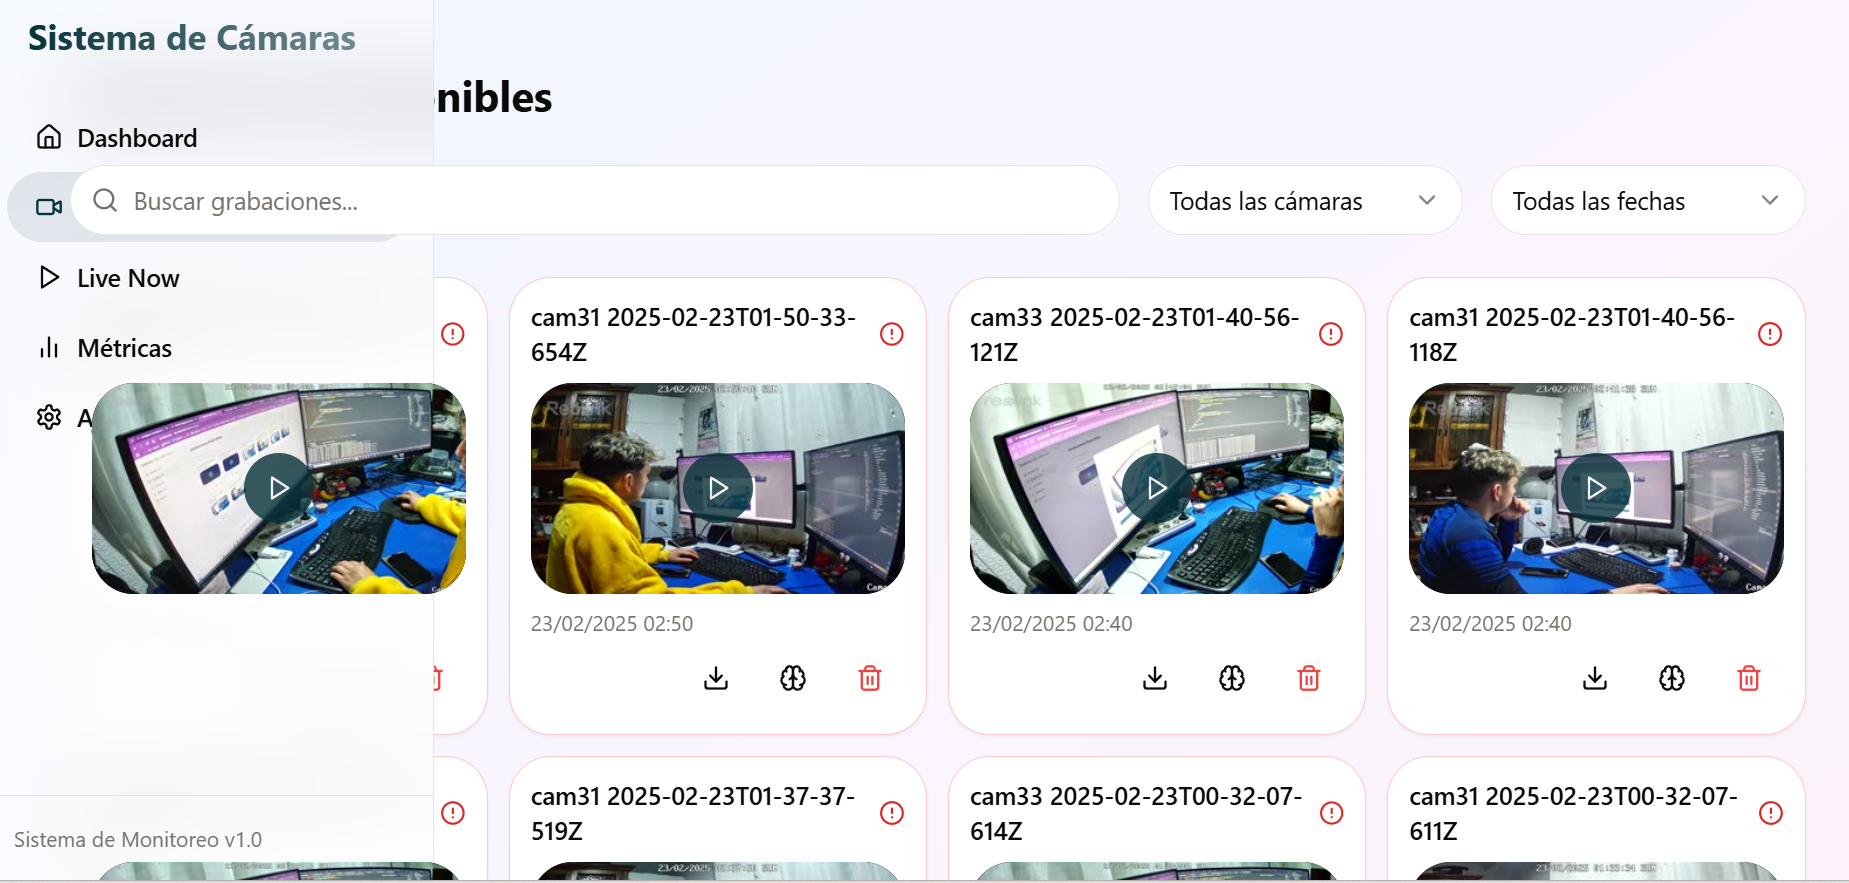 Sistema de Cámaras
Dashboard
Live Now
Métricas
A
Sistema de Monitoreo v1.0
nibles
Buscar grabaciones...
Todas las cámaras
Todas las fechas
cam31 2025-02-23T01-50-33-
654Z
23/02/2025 02:50
cam33 2025-02-23T01-40-56-
121Z
23/02/2025 02:40
cam31 2025-02-23T01-40-56-
118Z
23/02/2025 02:40
cam31 2025-02-23T01-37-37-
519Z
cam33 2025-02-23T00-32-07-
614Z
cam31 2025-02-23T00-32-07-
611Z